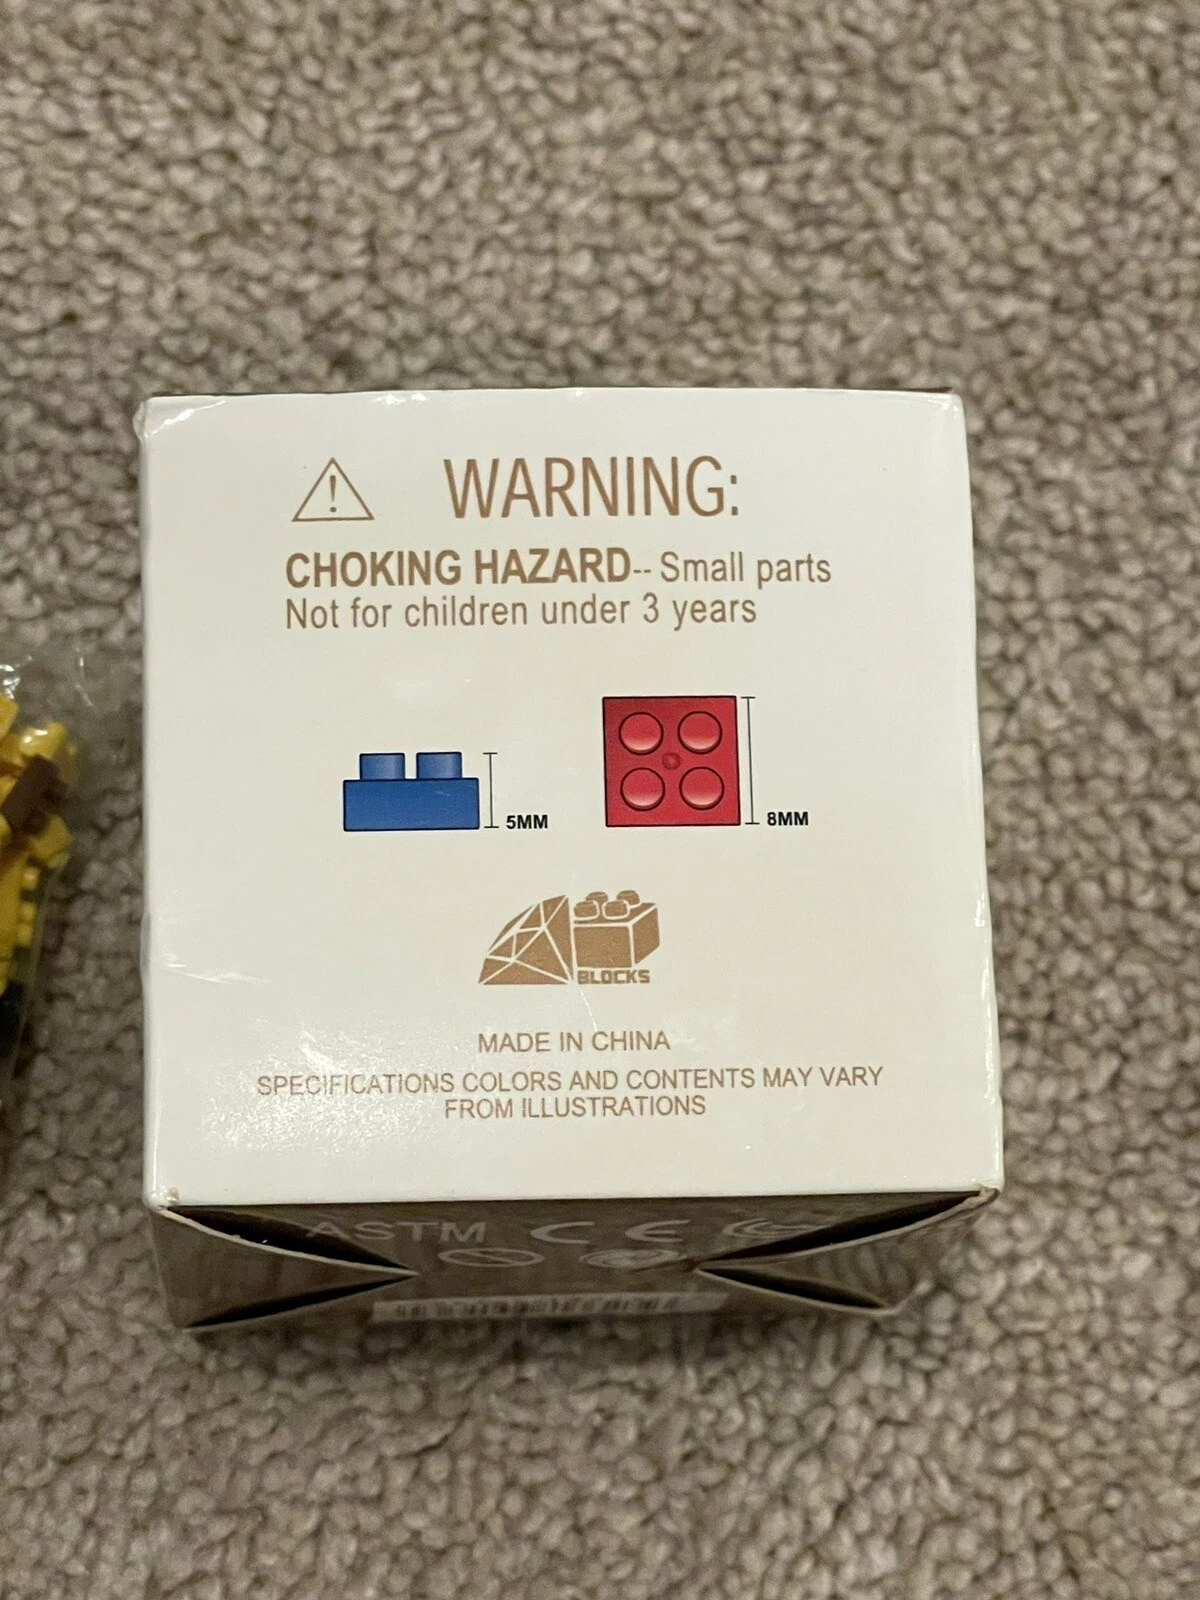 WARNING:
CHOKING HAZARD-- Small parts
Not for children under 3 years
5MM
8MM
BLOCKS
MADE IN CHINA
SPECIFICATIONS COLORS AND CONTENTS MAY VARY
FROM ILLUSTRATIONS
ASTM CE